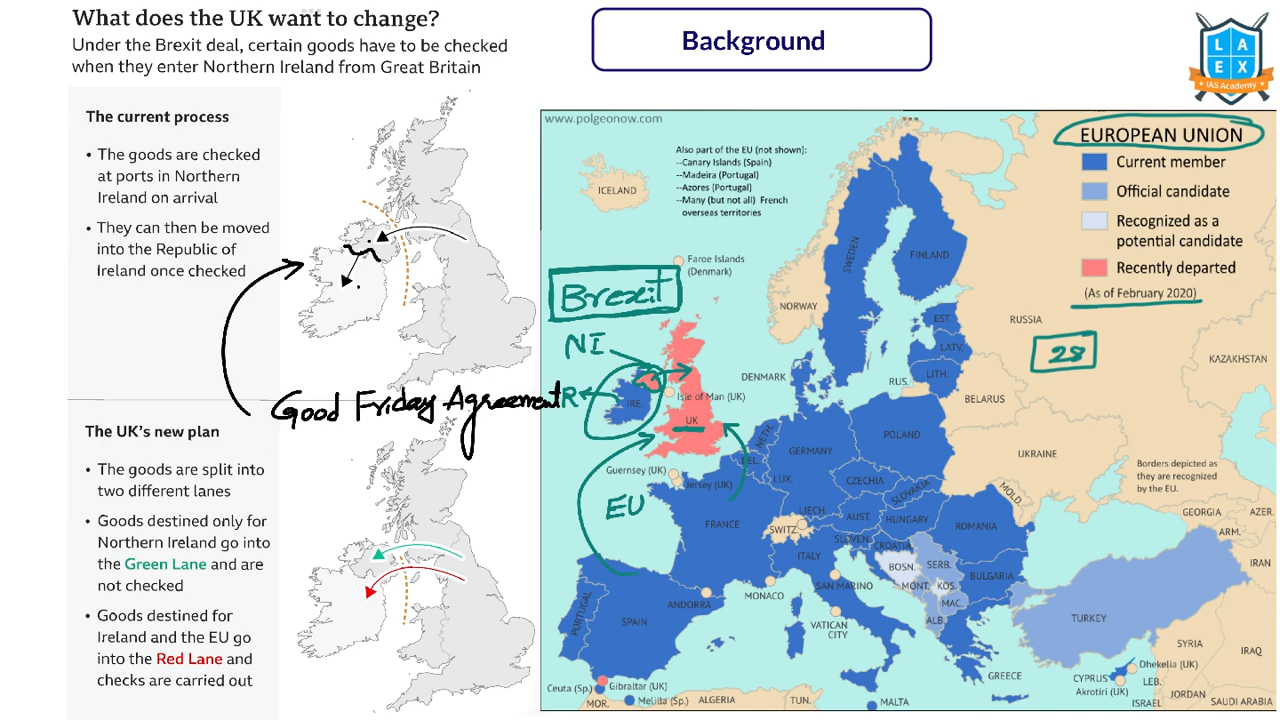 What does the UK want to change?
Under the Brexit deal, certain goods have to be checked
when they enter Northern Ireland from Great Britain
The current process
• The goods are checked
at ports in Northern
Ireland on arrival
• They can then be moved
into the Republic of
Ireland once checked
Good Friday Agreement
The UK's new plan
• The goods are split into
two different lanes
• Goods destined only for
Northern Ireland go into
the Green Lane and are
not checked
• Goods destined for
Ireland and the EU go
into the Red Lane and
checks are carried out
Background
LA
EX
IAS Academy
www.polgeonow.com
Also part of the EU (not shown):
--Canary Islands (Spain)
--Madeira (Portugal)
--Azores (Portugal)
--Many (but not all) French
overseas territories
EUROPEAN UNION
Current member
Official candidate
Recognized as a
potential candidate
Recently departed
(As of February 2020)
28
Brexit
NI
R
EU
ICELAND
Faroe Islands
(Denmark)
SWEDEN
FINLAND
NORWAY
RUSSIA
EST.
LATV.
LITH.
RUS.
DENMARK
KAZAKHSTAN
BELARUS
IRE
Isle of Man (UK)
UK
NETH.
BEL.
LUX.
GERMANY
POLAND
UKRAINE
Borders depicted as
they are recognized
by the EU.
Guernsey (UK)
Jersey (UK)
CZECHIA
SLOVAKIA
MOLD.
FRANCE
LIECH.
SWITZ.
AUST.
HUNGARY
ROMANIA
GEORGIA
AZER.
ARM.
SLOVEN.
CROATIA
ITALY
BOSN.
SERB.
MONT.
KOS.
BULGARIA
MAC.
ALB.
IRAN
SAN MARINO
MONACO
ANDORRA
VATICAN
CITY
PORTUGAL
SPAIN
TURKEY
GREECE
SYRIA
IRAQ
CYPRUS
Dhekelia (UK)
Akrotiri (UK)
LEB.
ISRAEL
JORDAN
SAUDI ARABIA
Ceuta (Sp.)
Gibraltar (UK)
MOR.
Melilla (Sp.)
ALGERIA
TUN.
MALTA